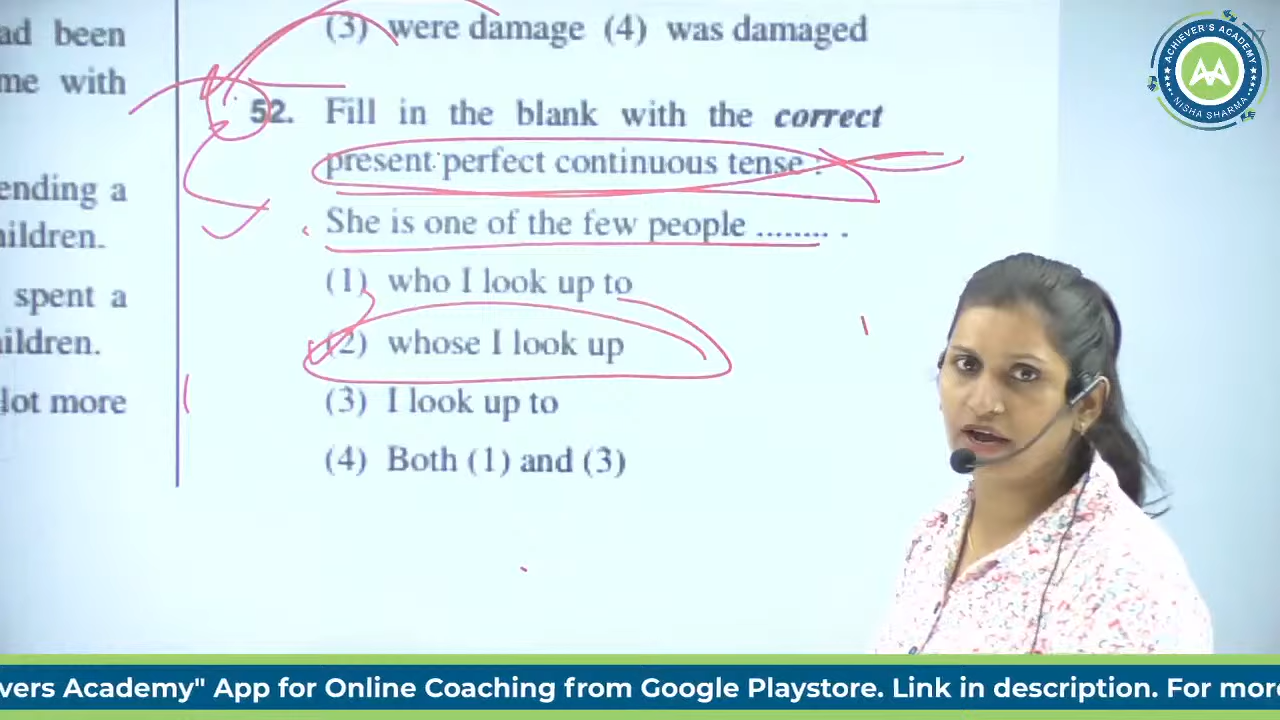 ad been
me with
ending a
hildren.
spent a
ildren.
lot more
(3) were damage (4) was damaged
52. Fill in the blank with the correct
present perfect continuous tense :
She is one of the few people ........ .
(1) who I look up to
(2) whose I look up
(3) I look up to
(4) Both (1) and (3)
ACHIEVER'S ACADEMY
AA
NISHA SHARMA
vers Academy" App for Online Coaching from Google Playstore. Link in description. For more